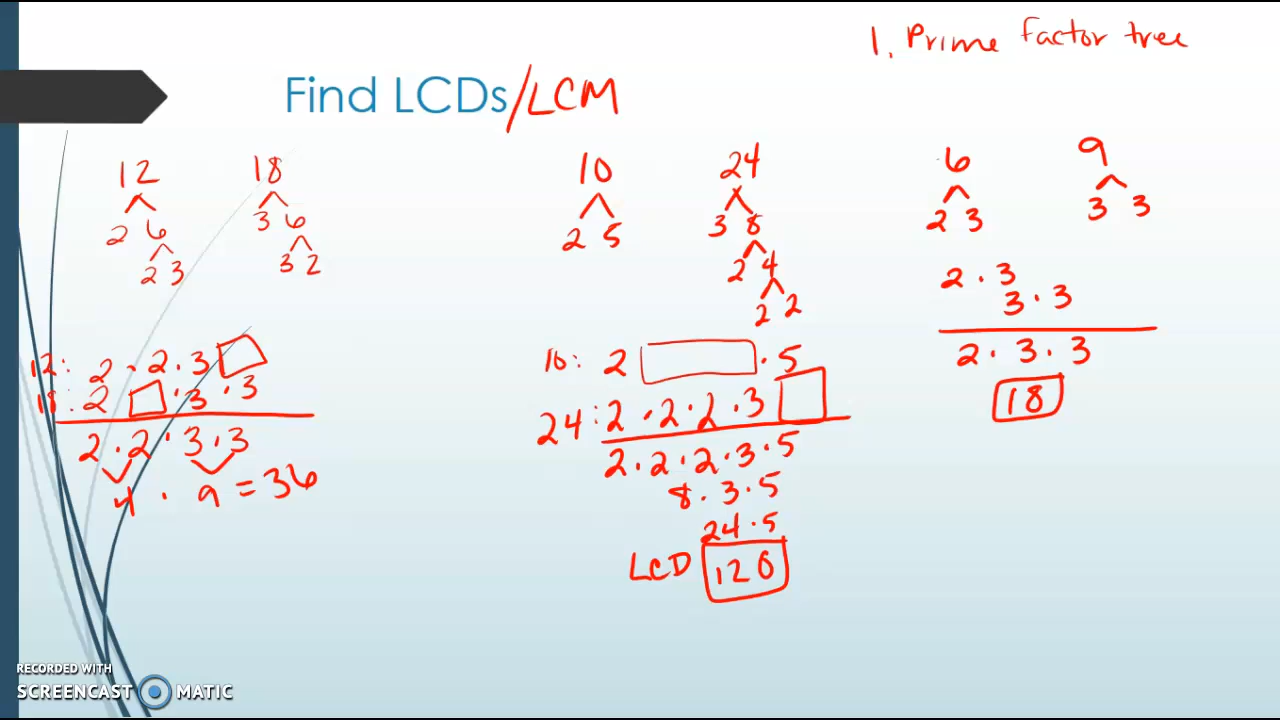 1. Prime factor tree
Find LCDs/LCM
12 18
2 6 3 6
2 3 3 2
12: 2 · 2 · 3
18: 2 · 3 · 3
2 · 2 · 3 · 3
4 · 9 = 36
10 24
2 5 3 8
2 4
2 2
10: 2 · 5
24: 2 · 2 · 2 · 3
2 · 2 · 2 · 3 · 5
8 · 3 · 5
24 · 5
LCD 120
6 9
2 3 3 3
2 · 3
3 · 3
2 · 3 · 3
18
RECORDED WITH
SCREENCAST MATIC